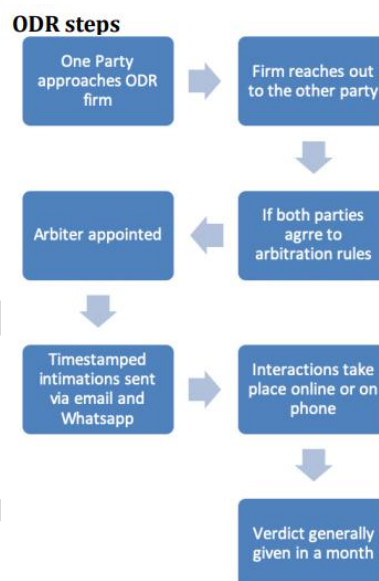 ODR steps
One Party
approaches ODR
firm
Firm reaches out
to the other party
If both parties
agrre to
arbitration rules
Arbiter appointed
Timestamped
intimations sent
via email and
Whatsapp
Interactions take
place online or on
phone
Verdict generally
given in a month